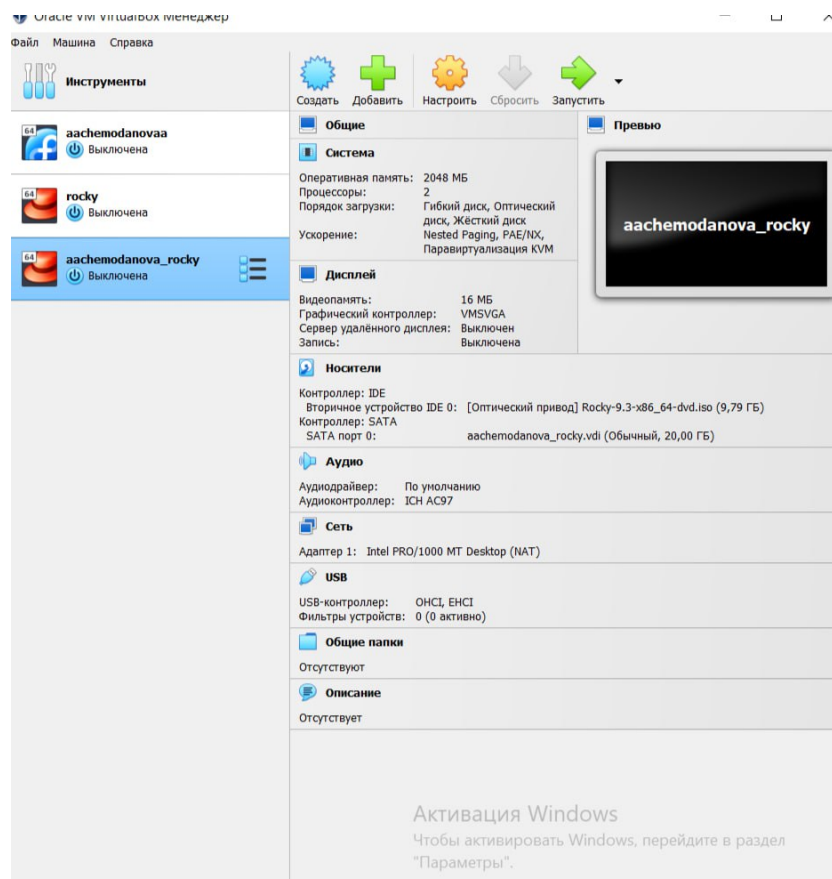 Oracle VM VirtualBox Менеджер
Файл Машина Справка
Инструменты
Создать Добавить Настроить Сбросить Запустить
64 aachemodanovaa
Выключена
64 rocky
Выключена
64 aachemodanova_rocky
Выключена
Общие
Превью
aachemodanova_rocky
Система
Оперативная память: 2048 МБ
Процессоры: 2
Порядок загрузки: Гибкий диск, Оптический
диск, Жёсткий диск
Ускорение: Nested Paging, PAE/NX,
Паравиртуализация KVM
Дисплей
Видеопамять: 16 МБ
Графический контроллер: VMSVGA
Сервер удалённого дисплея: Выключен
Запись: Выключена
Носители
Контроллер: IDE
Вторичное устройство IDE 0: [Оптический привод] Rocky-9.3-x86_64-dvd.iso (9,79 ГБ)
Контроллер: SATA
SATA порт 0: aachemodanova_rocky.vdi (Обычный, 20,00 ГБ)
Аудио
Аудиодрайвер: По умолчанию
Аудиоконтроллер: ICH AC97
Сеть
Адаптер 1: Intel PRO/1000 MT Desktop (NAT)
USB
USB-контроллер: OHCI, EHCI
Фильтры устройств: 0 (0 активно)
Общие папки
Отсутствуют
Описание
Отсутствует
Активация Windows
Чтобы активировать Windows, перейдите в раздел
"Параметры".